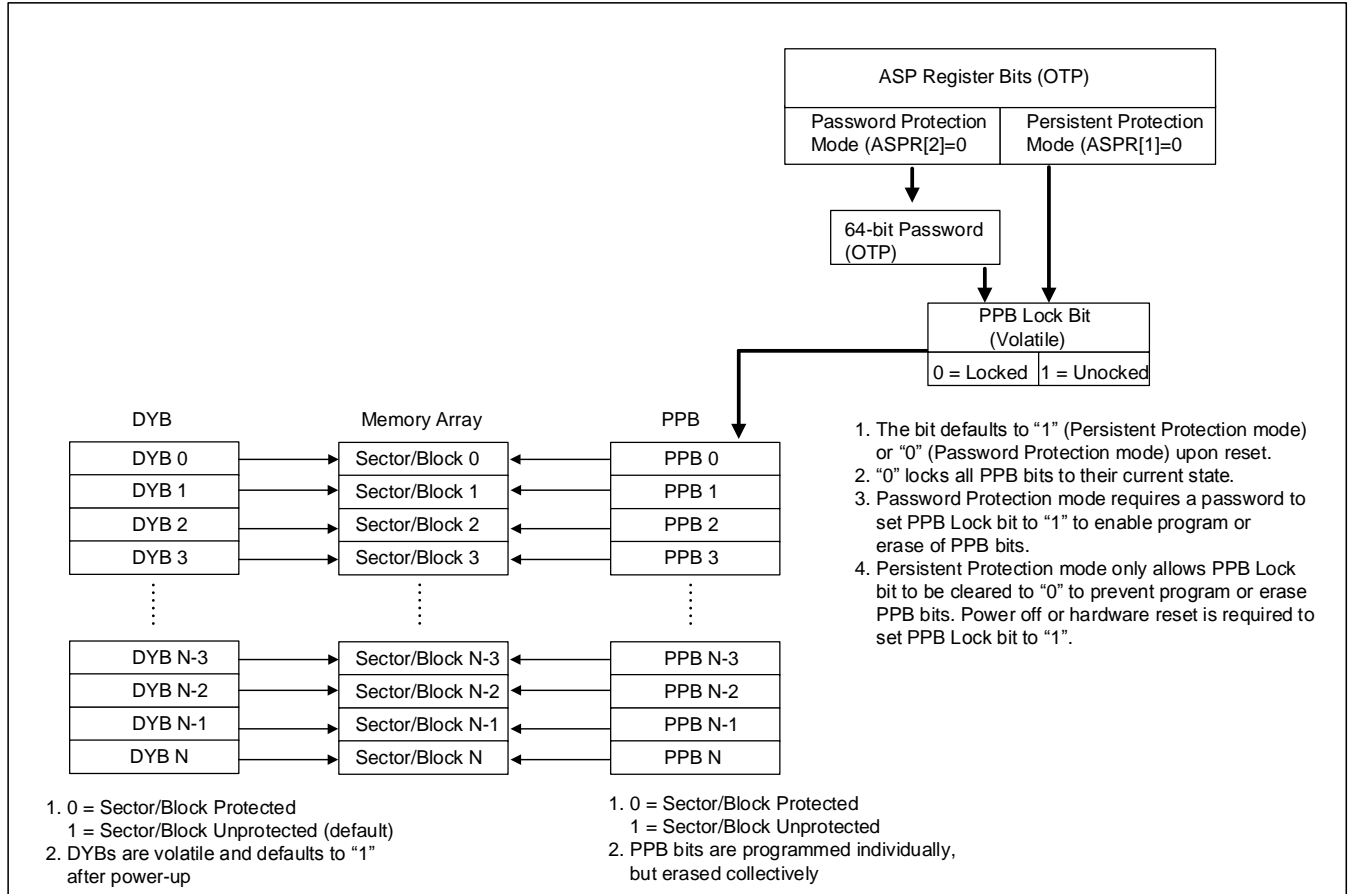 ASP Register Bits (OTP)
Password Protection
Mode (ASPR[2]=0
Persistent Protection
Mode (ASPR[1]=0
64-bit Password
(OTP)
PPB Lock Bit
(Volatile)
0 = Locked
1 = Unocked
DYB
Memory Array
PPB
DYB 0
Sector/Block 0
PPB 0
DYB 1
Sector/Block 1
PPB 1
DYB 2
Sector/Block 2
PPB 2
DYB 3
Sector/Block 3
PPB 3
DYB N-3
Sector/Block N-3
PPB N-3
DYB N-2
Sector/Block N-2
PPB N-2
DYB N-1
Sector/Block N-1
PPB N-1
DYB N
Sector/Block N
PPB N
1. The bit defaults to “1” (Persistent Protection mode)
or “0” (Password Protection mode) upon reset.
2. “0” locks all PPB bits to their current state.
3. Password Protection mode requires a password to
set PPB Lock bit to “1” to enable program or
erase of PPB bits.
4. Persistent Protection mode only allows PPB Lock
bit to be cleared to “0” to prevent program or erase
PPB bits. Power off or hardware reset is required to
set PPB Lock bit to “1”.
1. 0 = Sector/Block Protected
1 = Sector/Block Unprotected (default)
2. DYBs are volatile and defaults to “1”
after power-up
1. 0 = Sector/Block Protected
1 = Sector/Block Unprotected
2. PPB bits are programmed individually,
but erased collectively